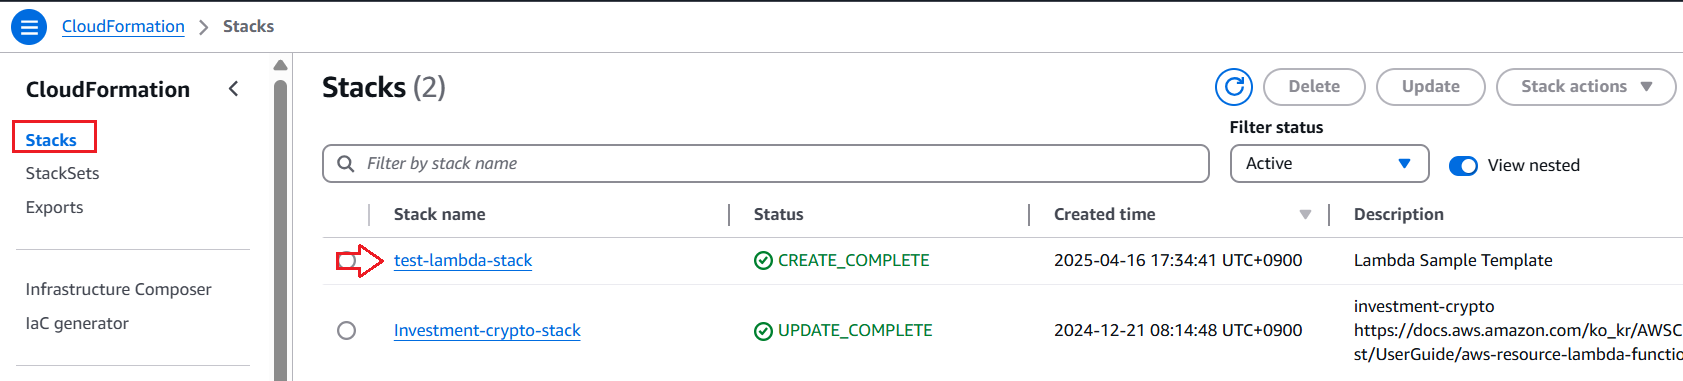 CloudFormation > Stacks
CloudFormation
Stacks
StackSets
Exports
Infrastructure Composer
IaC generator
Stacks (2)
Delete
Update
Stack actions
Filter by stack name
Filter status
Active
View nested
Stack name Status Created time Description
test-lambda-stack CREATE_COMPLETE 2025-04-16 17:34:41 UTC+0900 Lambda Sample Template
Investment-crypto-stack UPDATE_COMPLETE 2024-12-21 08:14:48 UTC+0900 investment-crypto
https://docs.aws.amazon.com/ko_kr/AWSC
st/UserGuide/aws-resource-lambda-functio